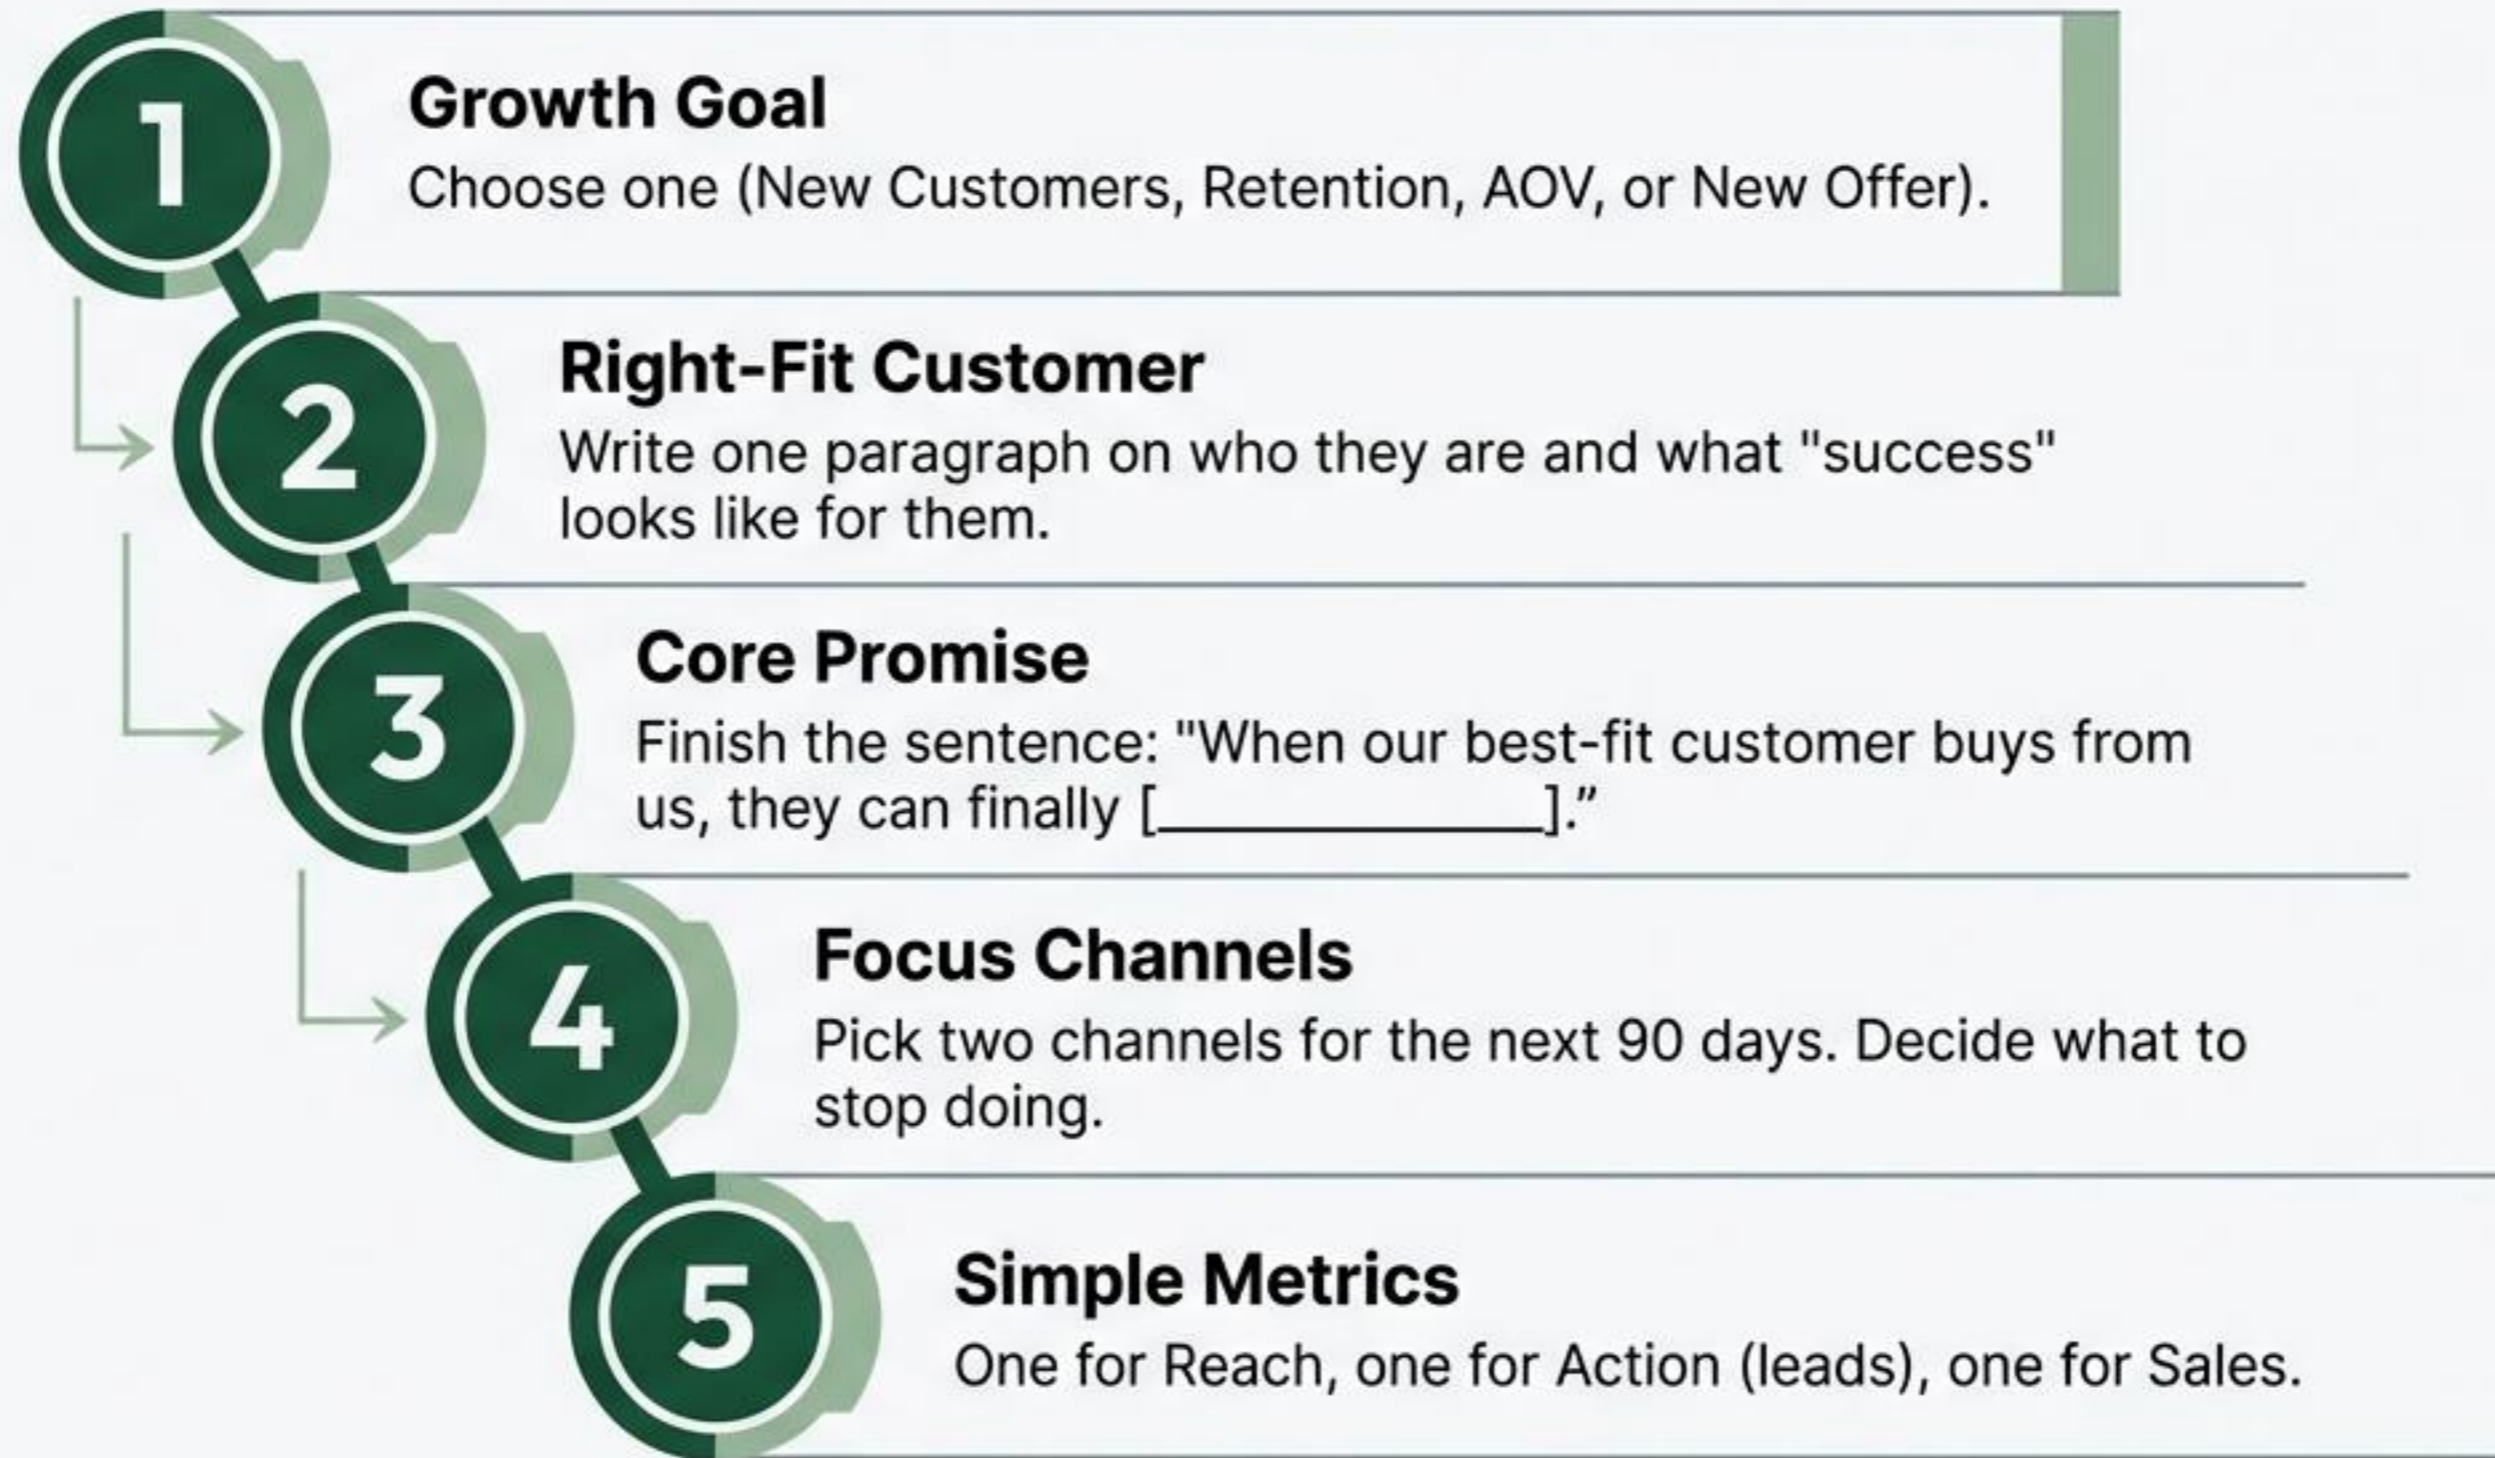 1
Growth Goal
Choose one (New Customers, Retention, AOV, or New Offer).
2
Right-Fit Customer
Write one paragraph on who they are and what "success"
looks like for them.
3
Core Promise
Finish the sentence: "When our best-fit customer buys from
us, they can finally [____________].”
4
Focus Channels
Pick two channels for the next 90 days. Decide what to
stop doing.
5
Simple Metrics
One for Reach, one for Action (leads), one for Sales.